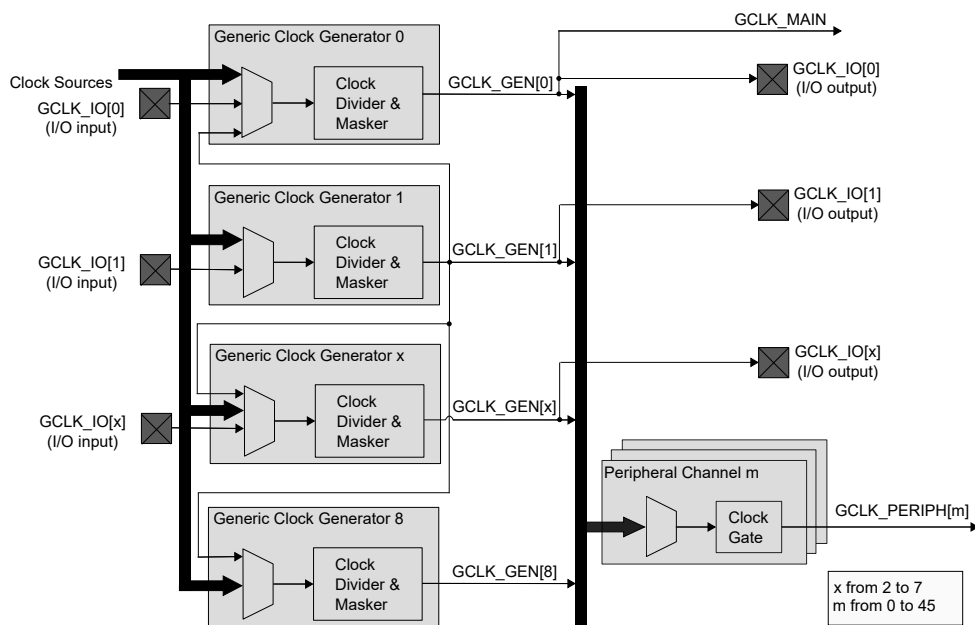 Generic Clock Generator 0
GCLK_MAIN
Clock Sources
GCLK_IO[0]
(I/O input)
Clock
Divider &
Masker
GCLK_GEN[0]
GCLK_IO[0]
(I/O output)
Generic Clock Generator 1
GCLK_IO[1]
(I/O input)
Clock
Divider &
Masker
GCLK_GEN[1]
GCLK_IO[1]
(I/O output)
Generic Clock Generator x
GCLK_IO[x]
(I/O input)
Clock
Divider &
Masker
GCLK_GEN[x]
GCLK_IO[x]
(I/O output)
Generic Clock Generator 8
Clock
Divider &
Masker
GCLK_GEN[8]
Peripheral Channel m
Clock
Gate
GCLK_PERIPH[m]
x from 2 to 7
m from 0 to 45